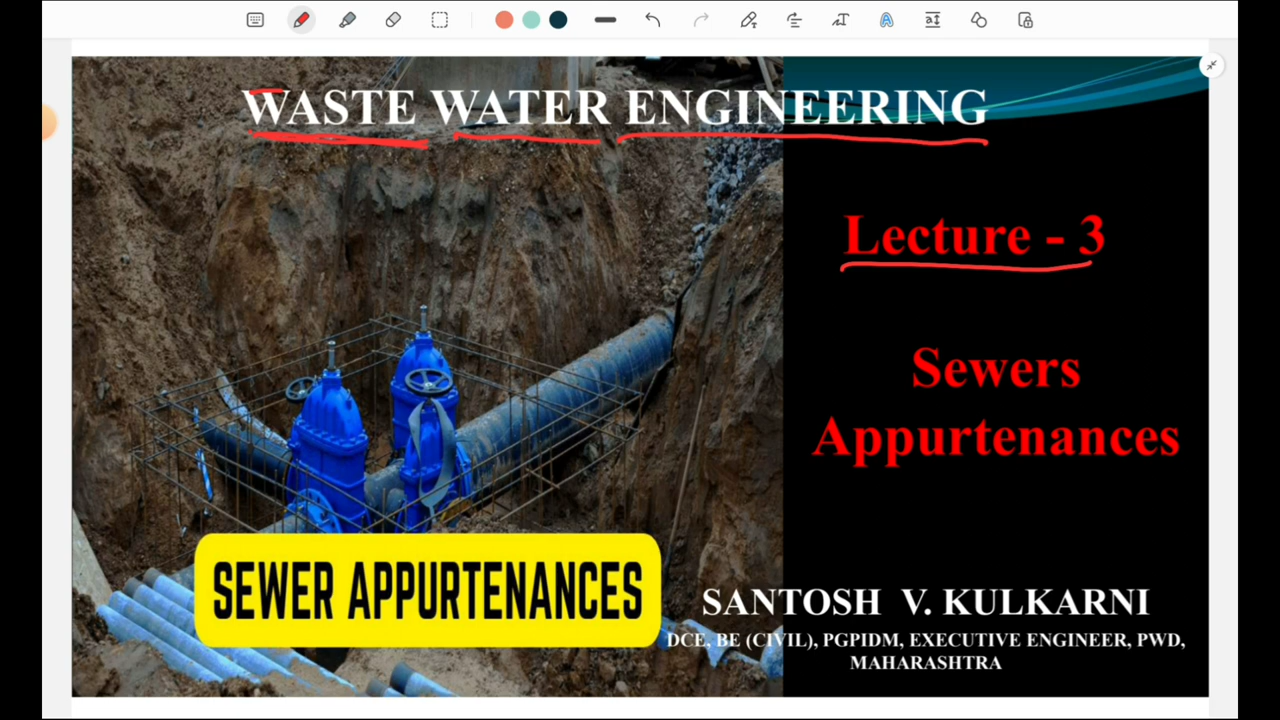 WASTE WATER ENGINEERING
Lecture - 3
Sewers
Appurtenances
SEWER APPURTENANCES
SANTOSH V. KULKARNI
DCE, BE (CIVIL), PGPIDM, EXECUTIVE ENGINEER, PWD,
MAHARASHTRA